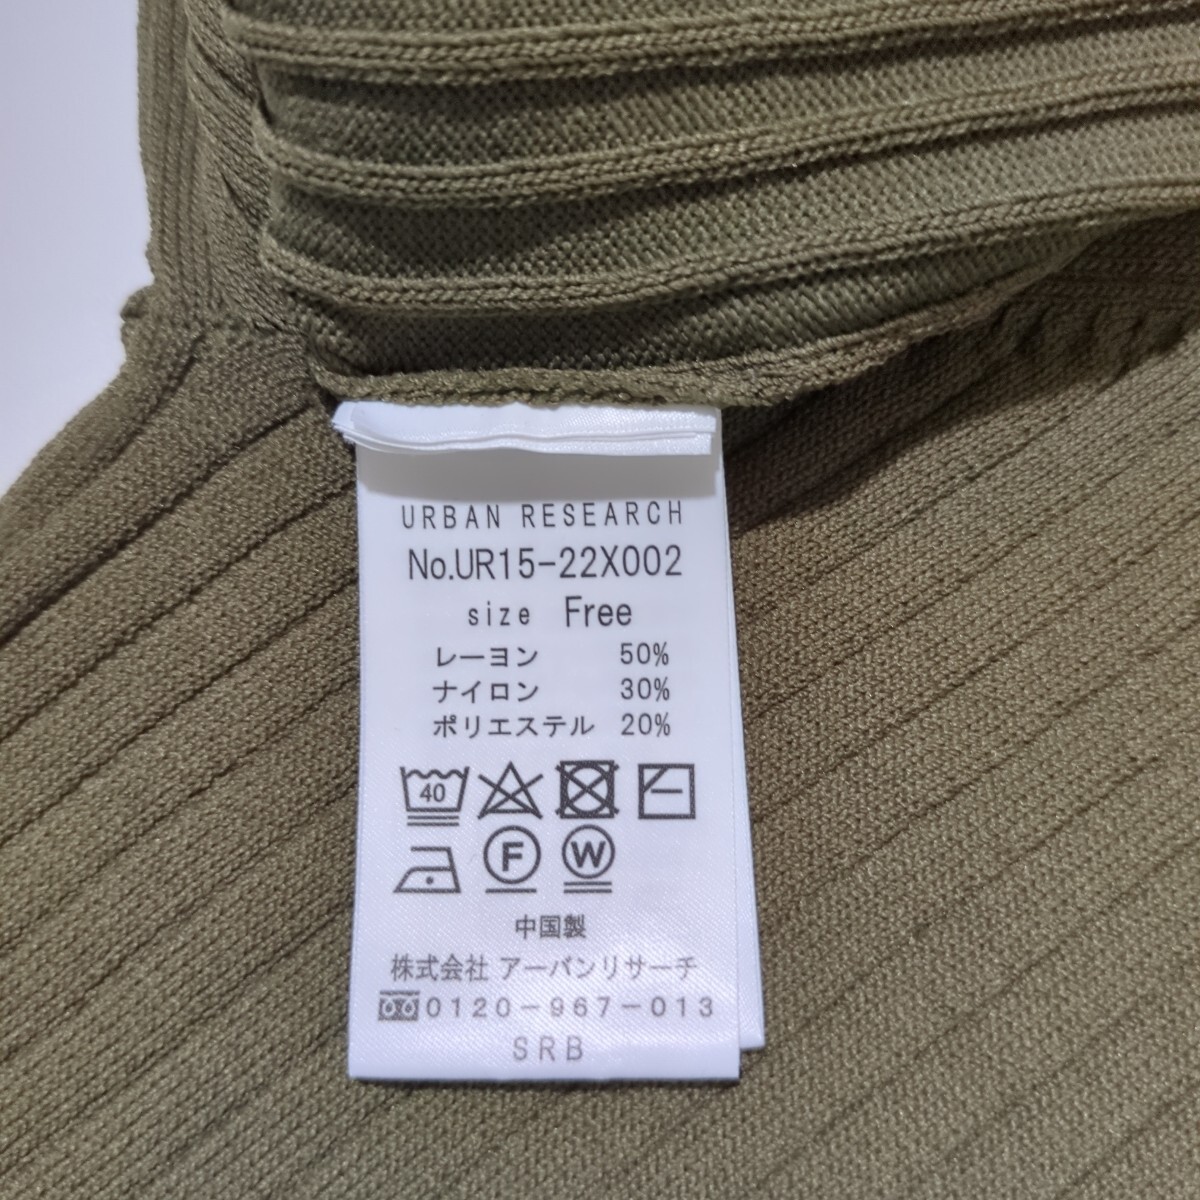 URBAN RESEARCH
No.UR15-22X002
size Free
レーヨン 50%
ナイロン 30%
ポリエステル 20%
40
F W
中国製
株式会社 アーバンリサーチ
0120-967-013
SRB